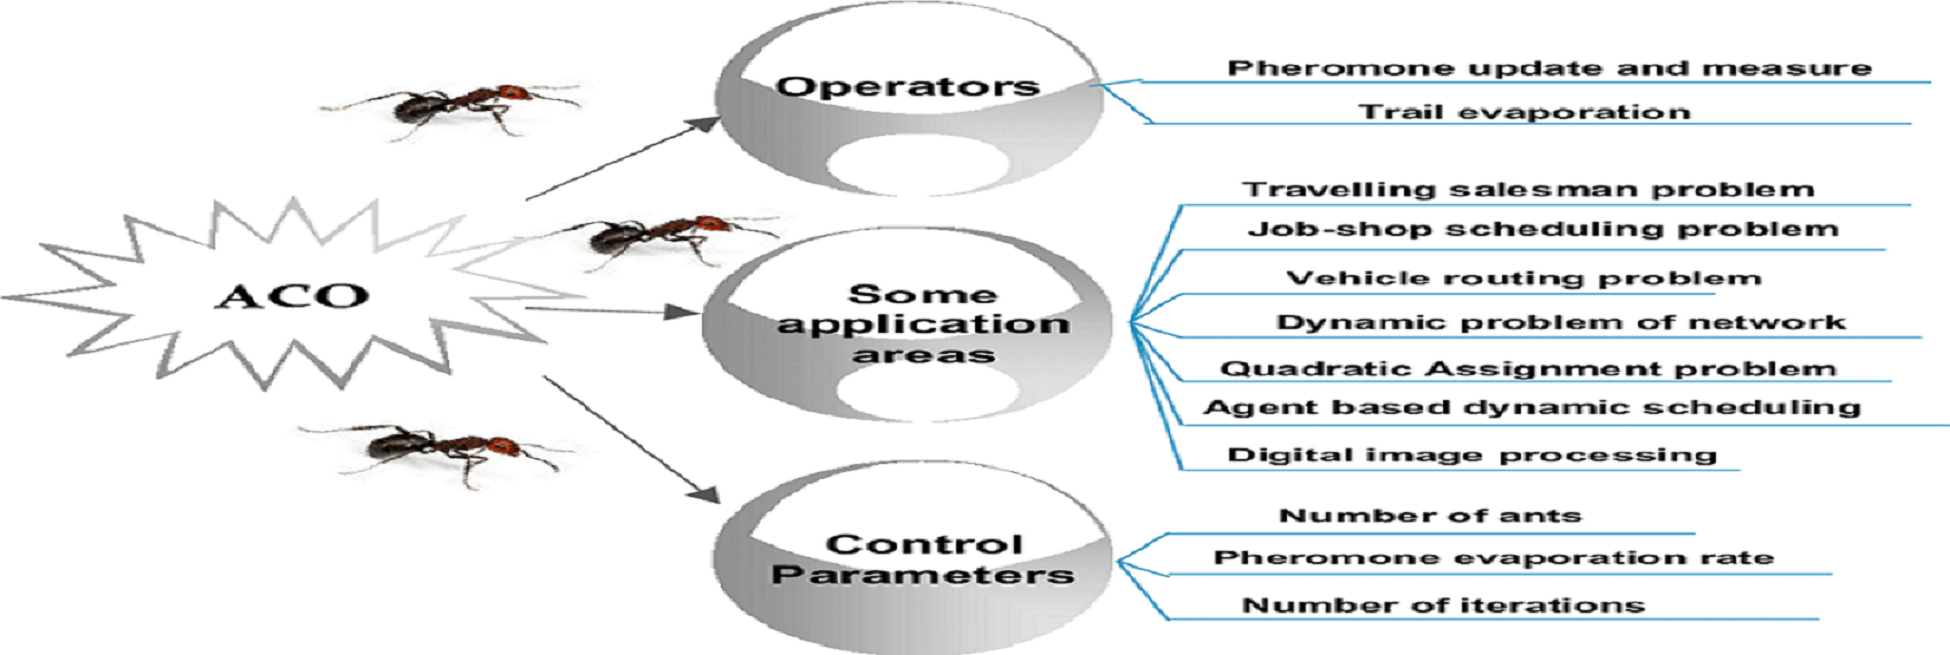 ACO
Operators
Pheromone update and measure
Trail evaporation
Some
application
areas
Travelling salesman problem
Job-shop scheduling problem
Vehicle routing problem
Dynamic problem of network
Quadratic Assignment problem
Agent based dynamic scheduling
Digital image processing
Control
Parameters
Number of ants
Pheromone evaporation rate
Number of iterations